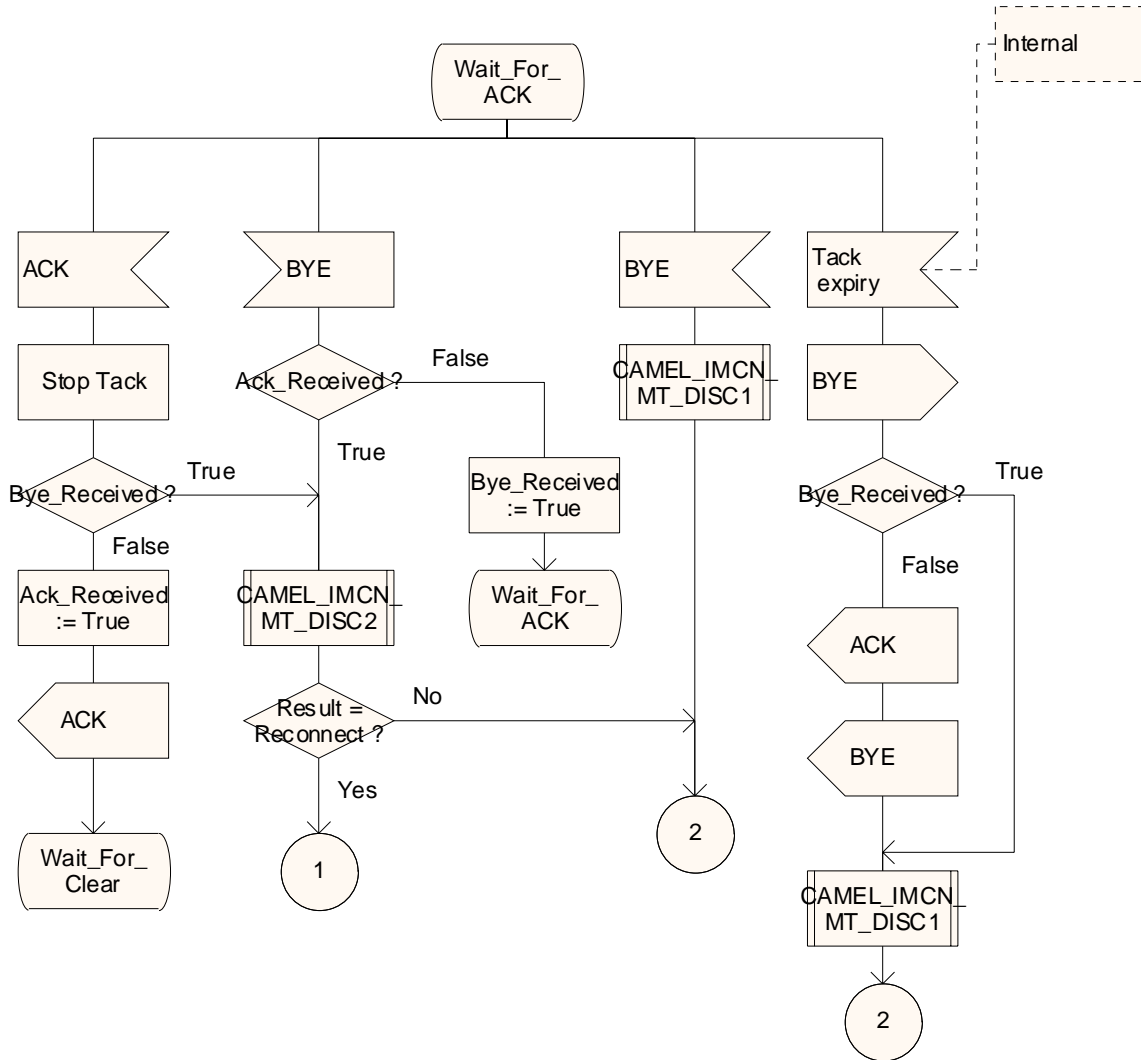 Internal
Wait_For_
ACK
ACK
BYE
BYE
Tack
expiry
Stop Tack
Ack_Received ?
False
True
CAMEL_IMCN_
MT_DISC1
BYE
Bye_Received ?
True
False
Bye_Received
:= True
Bye_Received ?
True
False
Ack_Received
:= True
CAMEL_IMCN_
MT_DISC2
Wait_For_
ACK
ACK
ACK
Result =
Reconnect ?
No
Yes
BYE
Wait_For_
Clear
1
2
CAMEL_IMCN_
MT_DISC1
2